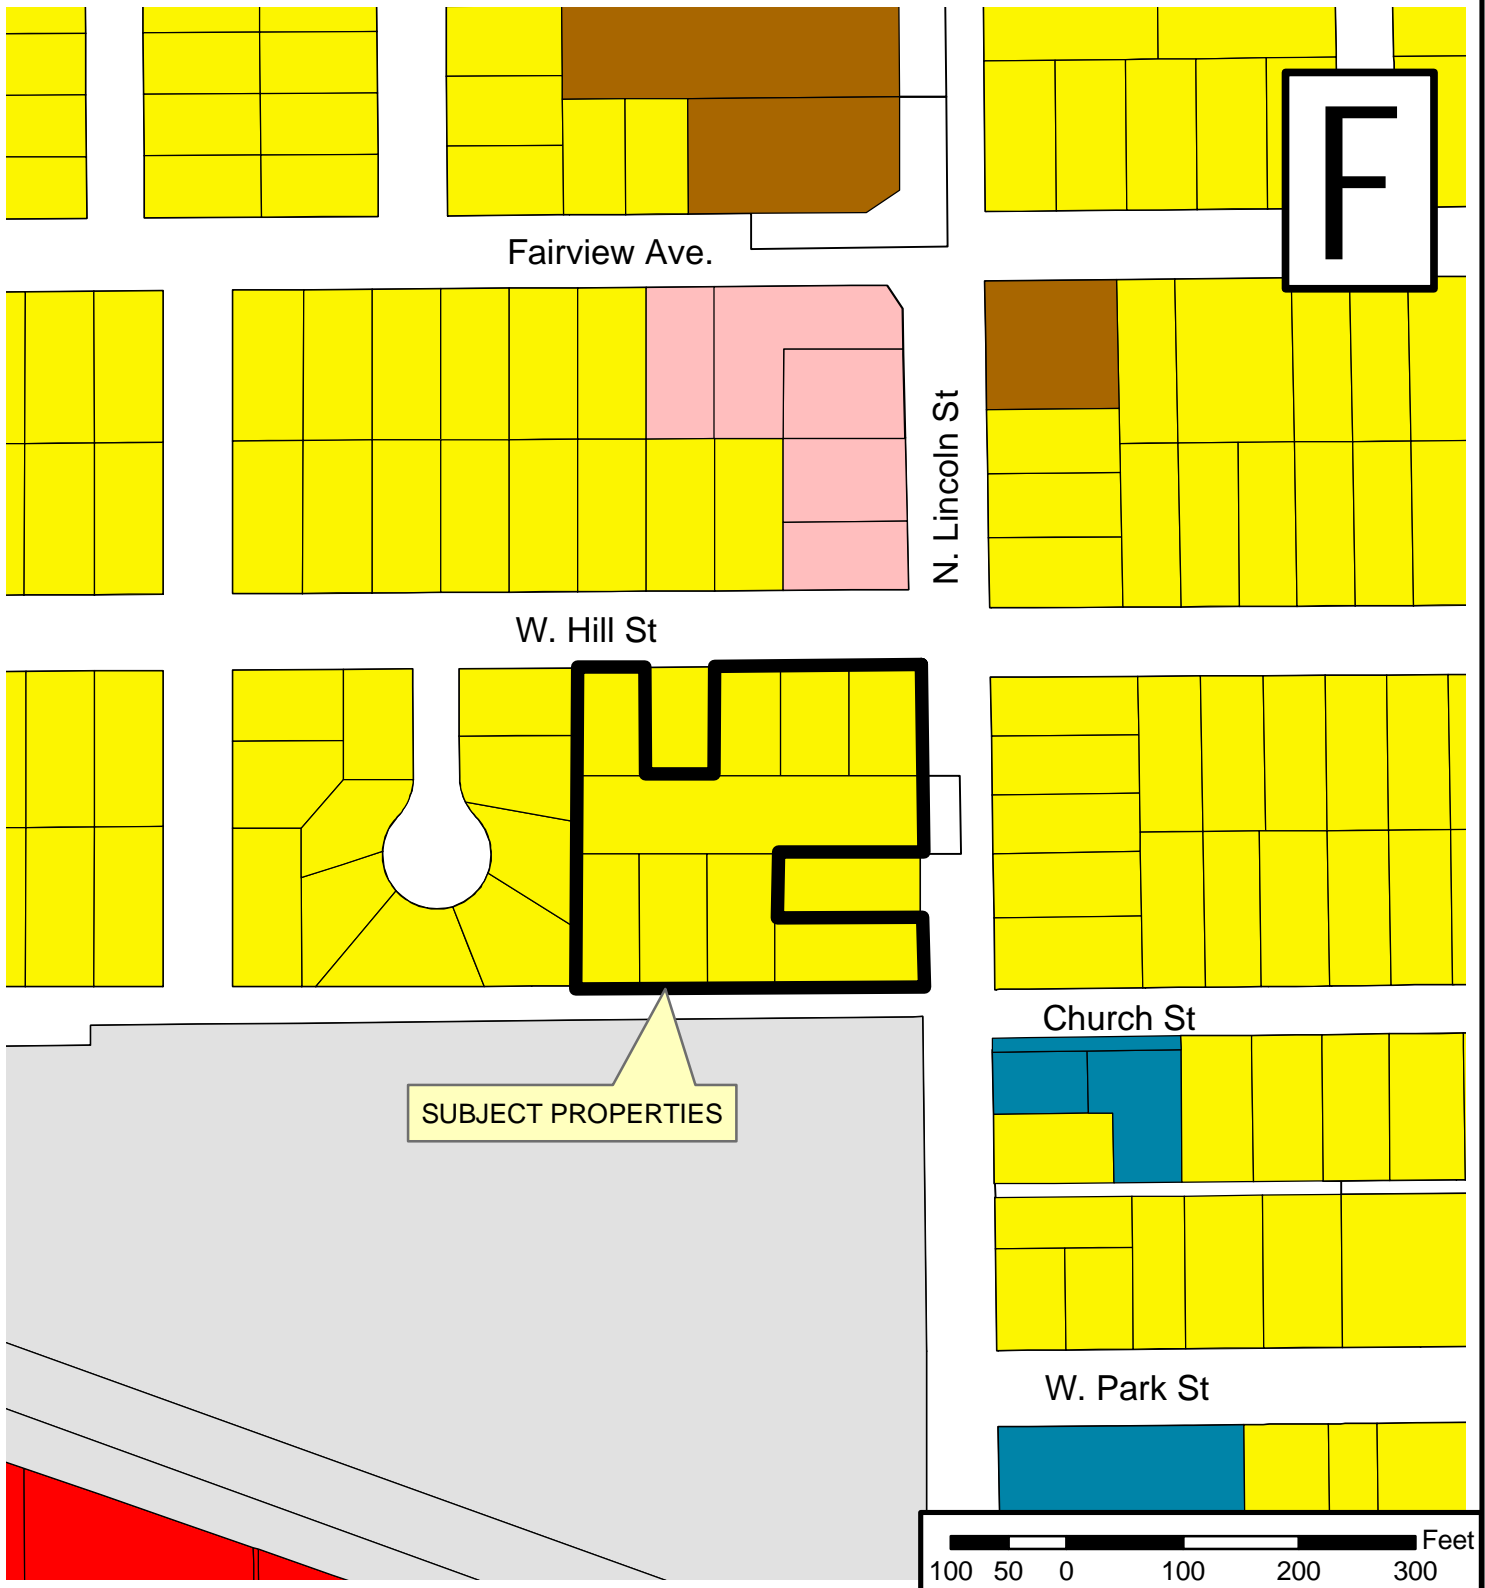 F
Fairview Ave.
N. Lincoln St
W. Hill St
Church St
SUBJECT PROPERTIES
W. Park St
Feet
100 50 0 100 200 300